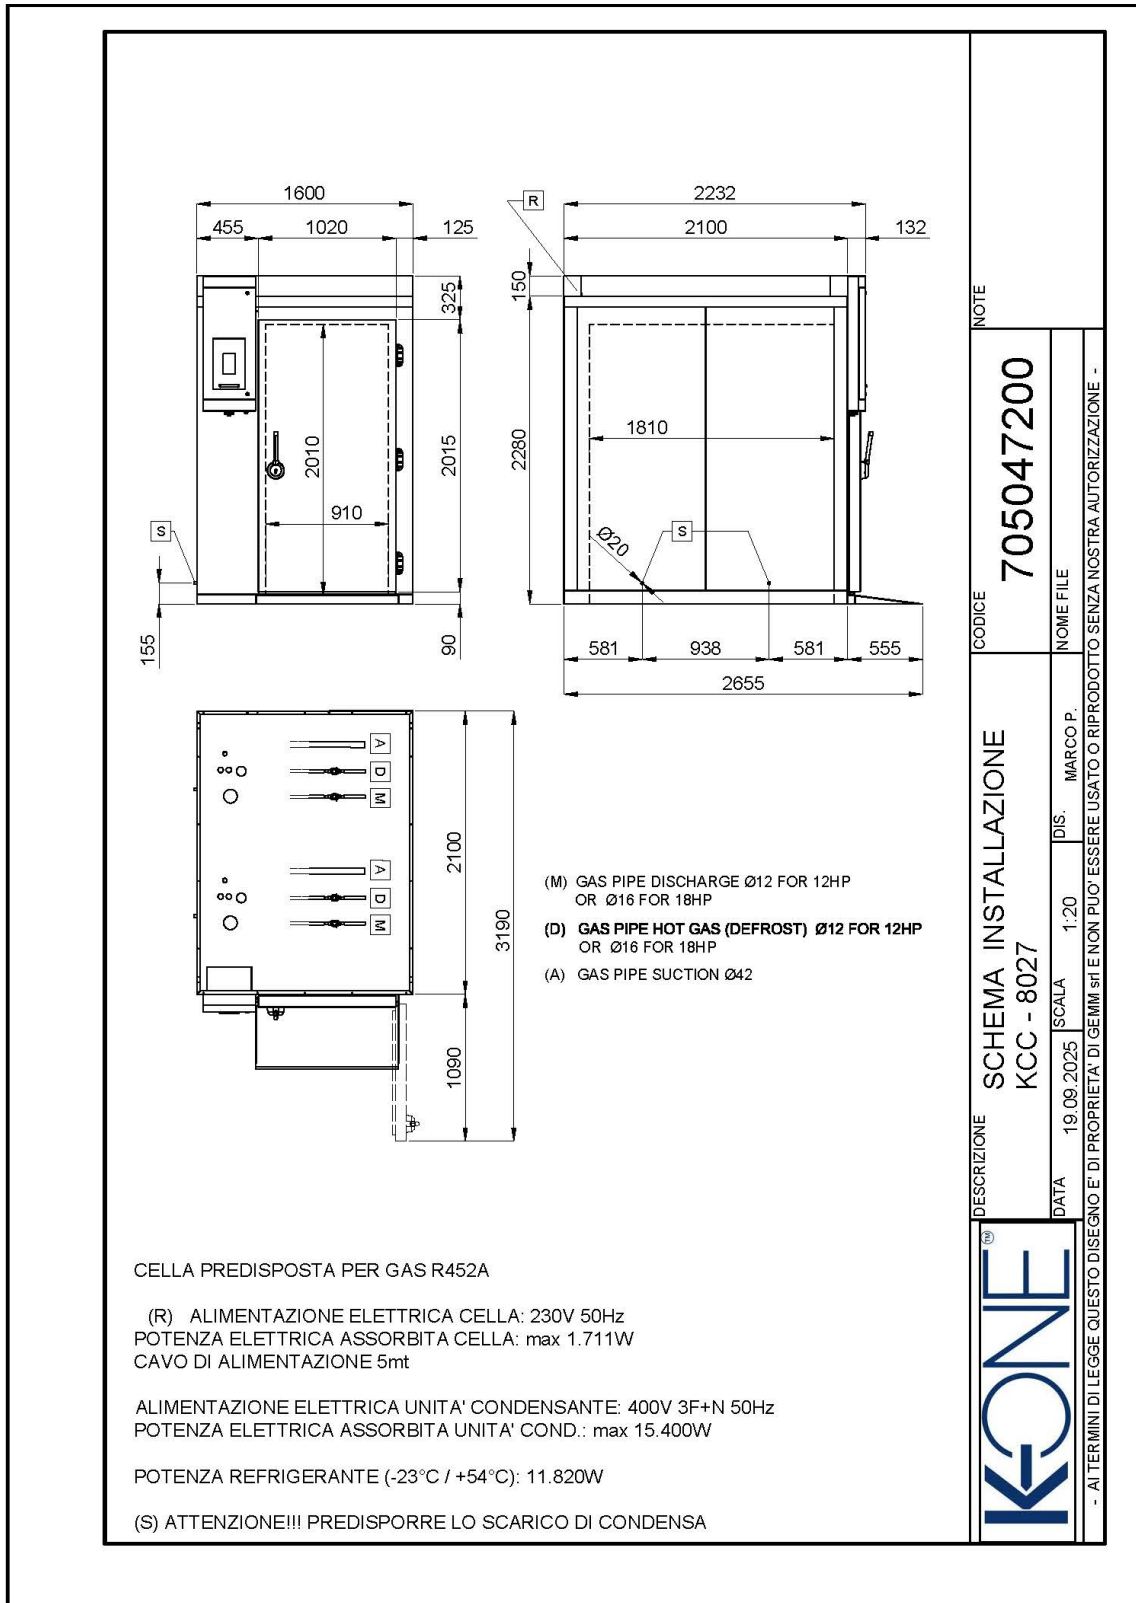 1600
455
1020
125
325
2010
2015
910
S
155
90
R
2232
2100
132
150
2280
1810
Ø20
S
581
938
581
555
2655
A
D
M
A
D
M
2100
3190
1090
(M) GAS PIPE DISCHARGE Ø12 FOR 12HP
OR Ø16 FOR 18HP
(D) GAS PIPE HOT GAS (DEFROST) Ø12 FOR 12HP
OR Ø16 FOR 18HP
(A) GAS PIPE SUCTION Ø42
CELLA PREDISPOSTA PER GAS R452A
(R) ALIMENTAZIONE ELETTRICA CELLA: 230V 50Hz
POTENZA ELETTRICA ASSORBITA CELLA: max 1.711W
CAVO DI ALIMENTAZIONE 5mt
ALIMENTAZIONE ELETTRICA UNITA' CONDENSANTE: 400V 3F+N 50Hz
POTENZA ELETTRICA ASSORBITA UNITA' COND.: max 15.400W
POTENZA REFRIGERANTE (-23°C / +54°C): 11.820W
(S) ATTENZIONE!!! PREDISPORRE LO SCARICO DI CONDENSA
K-ONE™
DESCRIZIONE
SCHEMA INSTALLAZIONE
KCC - 8027
CODICE
705047200
NOTE
DATA
19.09.2025
SCALA
1:20
DIS.
MARCO P.
NOME FILE
- AI TERMINI DI LEGGE QUESTO DISEGNO E' DI PROPRIETA' DI GEMM srl E NON PUO' ESSERE USATO O RIPRODOTTO SENZA NOSTRA AUTORIZZAZIONE -